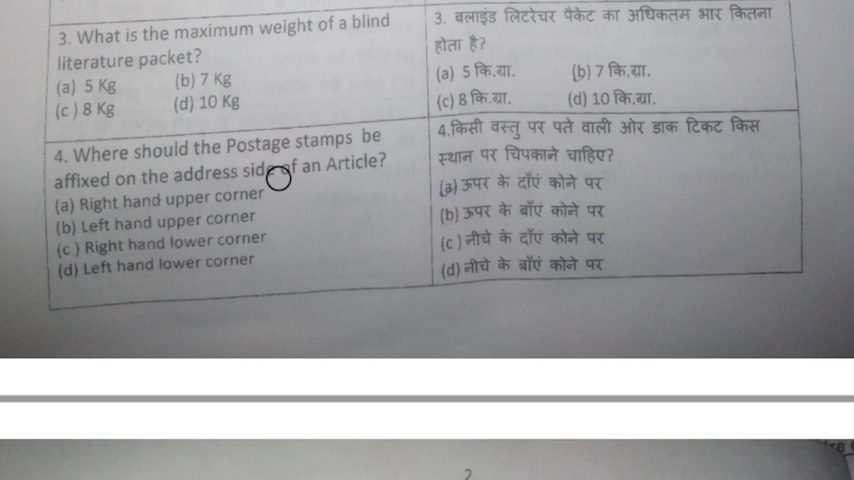 3. What is the maximum weight of a blind
literature packet?
(a) 5 Kg (b) 7 Kg
(c ) 8 Kg (d) 10 Kg
3. बलाइंड लिटरेचर पैकेट का अधिकतम भार कितना
होता है?
(a) 5 कि.ग्रा. (b) 7 कि.ग्रा.
(c) 8 कि.ग्रा. (d) 10 कि.ग्रा.
4. Where should the Postage stamps be
affixed on the address side of an Article?
(a) Right hand upper corner
(b) Left hand upper corner
(c ) Right hand lower corner
(d) Left hand lower corner
4.किसी वस्तु पर पते वाली ओर डाक टिकट किस
स्थान पर चिपकाने चाहिए?
(a) ऊपर के दाँएं कोने पर
(b) ऊपर के बाँएं कोने पर
(c ) नीचे के दाँएं कोने पर
(d) नीचे के बाँएं कोने पर
2